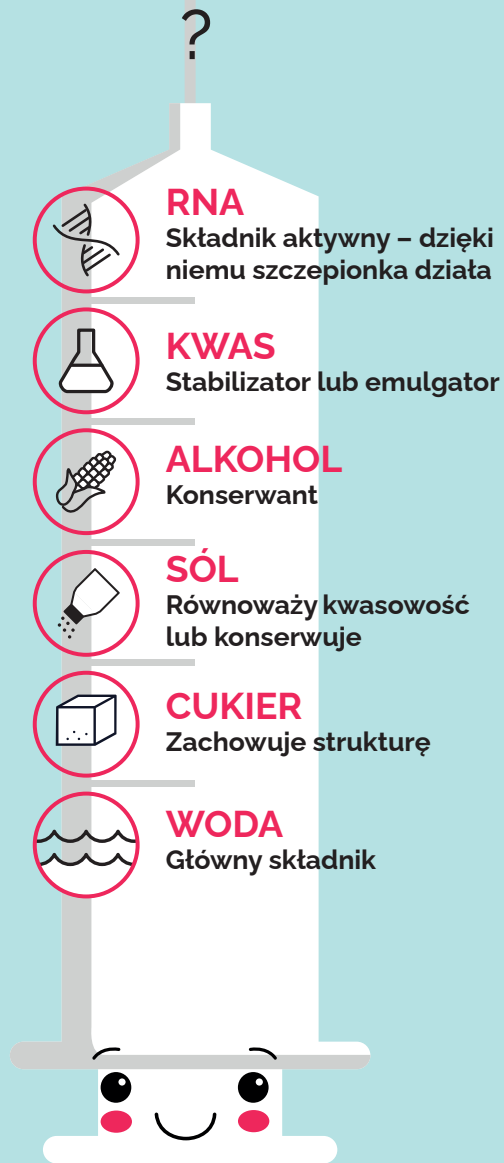 ?
RNA
Składnik aktywny – dzięki
niemu szczepionka działa
KWAS
Stabilizator lub emulgator
ALKOHOL
Konserwant
SÓL
Równoważy kwasowość
lub konserwuje
CUKIER
Zachowuje strukturę
WODA
Główny składnik